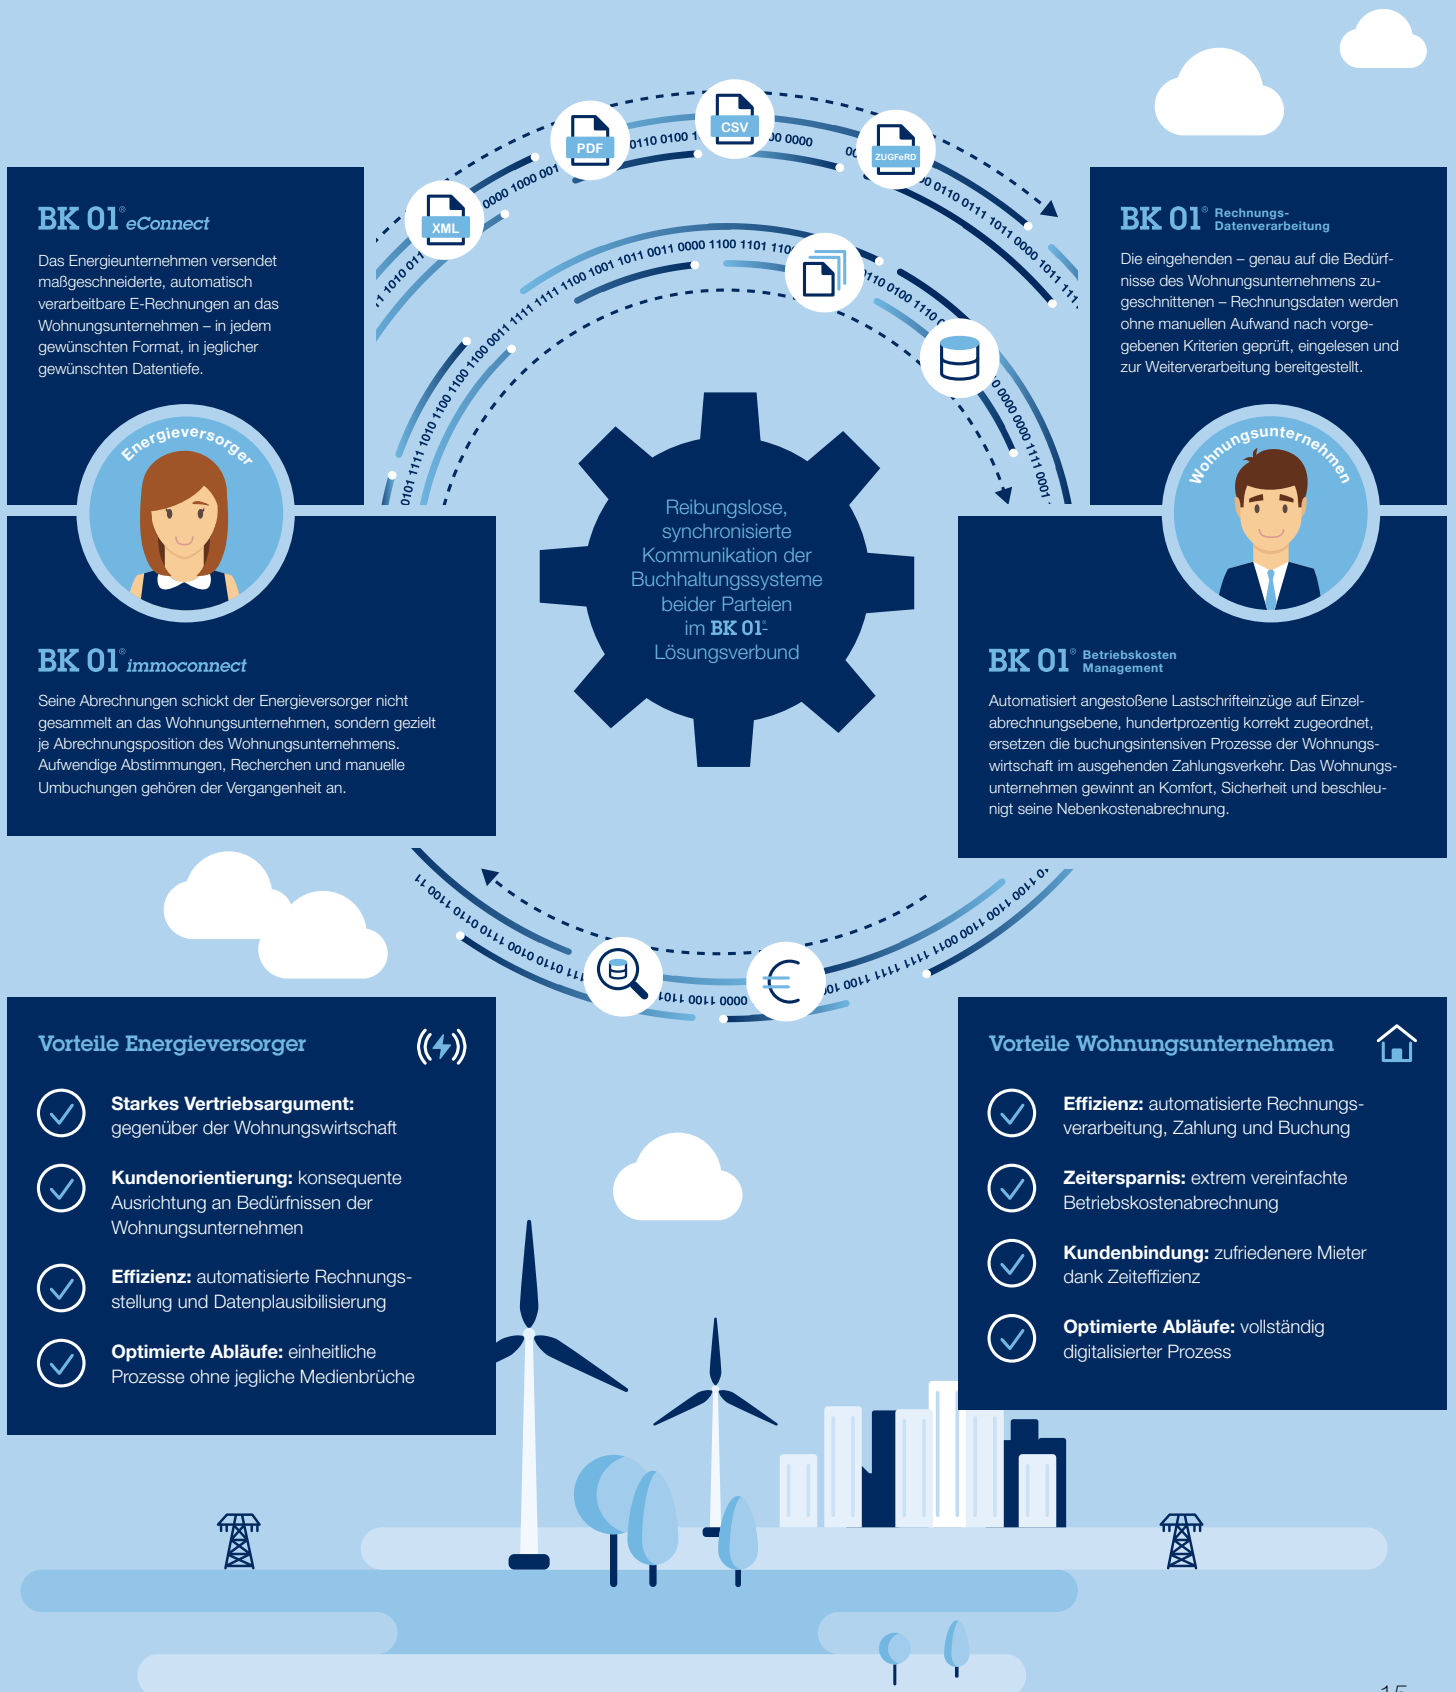 BK 01® eConnect
Das Energieunternehmen versendet
maßgeschneiderte, automatisch
verarbeitbare E-Rechnungen an das
Wohnungsunternehmen – in jedem
gewünschten Format, in jeglicher
gewünschten Datentiefe.
Energieversorger
BK 01® immoconnect
Seine Abrechnungen schickt der Energieversorger nicht
gesammelt an das Wohnungsunternehmen, sondern gezielt
je Abrechnungsposition des Wohnungsunternehmens.
Aufwendige Abstimmungen, Recherchen und manuelle
Umbuchungen gehören der Vergangenheit an.
XML
PDF
CSV
ZUGFeRD
Reibungslose,
synchronisierte
Kommunikation der
Buchhaltungssysteme
beider Parteien
im BK 01®-
Lösungsverbund
BK 01® Rechnungs-
Datenverarbeitung
Die eingehenden – genau auf die Bedürf-
nisse des Wohnungsunternehmens zu-
geschnittenen – Rechnungsdaten werden
ohne manuellen Aufwand nach vorge-
gebenen Kriterien geprüft, eingelesen und
zur Weiterverarbeitung bereitgestellt.
Wohnungsunternehmen
BK 01® Betriebskosten
Management
Automatisiert angestoßene Lastschrifteinzüge auf Einzel-
abrechnungsebene, hundertprozentig korrekt zugeordnet,
ersetzen die buchungsintensiven Prozesse der Wohnungs-
wirtschaft im ausgehenden Zahlungsverkehr. Das Wohnungs-
unternehmen gewinnt an Komfort, Sicherheit und beschleu-
nigt seine Nebenkostenabrechnung.
Vorteile Energieversorger
Starkes Vertriebsargument:
gegenüber der Wohnungswirtschaft
Kundenorientierung: konsequente
Ausrichtung an Bedürfnissen der
Wohnungsunternehmen
Effizienz: automatisierte Rechnungs-
stellung und Datenplausibilisierung
Optimierte Abläufe: einheitliche
Prozesse ohne jegliche Medienbrüche
Vorteile Wohnungsunternehmen
Effizienz: automatisierte Rechnungs-
verarbeitung, Zahlung und Buchung
Zeitersparnis: extrem vereinfachte
Betriebskostenabrechnung
Kundenbindung: zufriedenere Mieter
dank Zeiteffizienz
Optimierte Abläufe: vollständig
digitalisierter Prozess